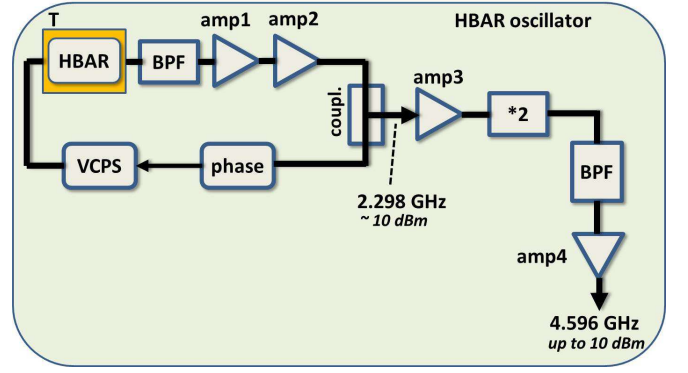 T
amp1
amp2
HBAR oscillator
HBAR
BPF
amp3
coupl.
*2
VCPS
phase
BPF
2.298 GHz
~ 10 dBm
amp4
4.596 GHz
up to 10 dBm